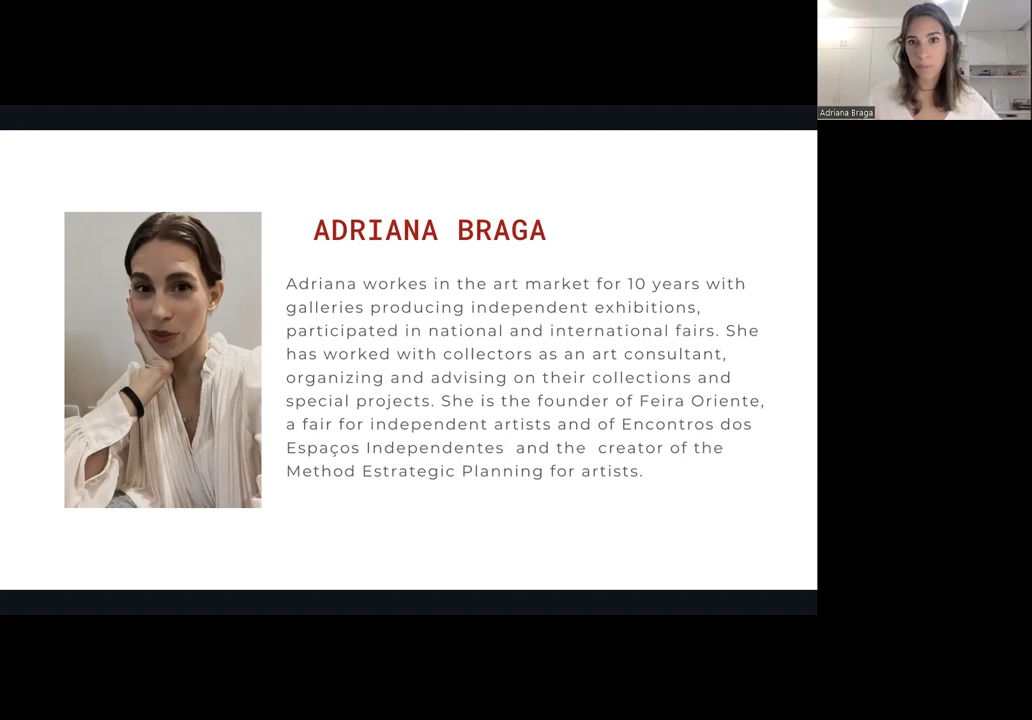 ADRIANA BRAGA
Adriana workes in the art market for 10 years with
galleries producing independent exhibitions,
participated in national and international fairs. She
has worked with collectors as an art consultant,
organizing and advising on their collections and
special projects. She is the founder of Feira Oriente,
a fair for independent artists and of Encontros dos
Espaços Independentes and the creator of the
Method Estrategic Planning for artists.
Adriana Braga